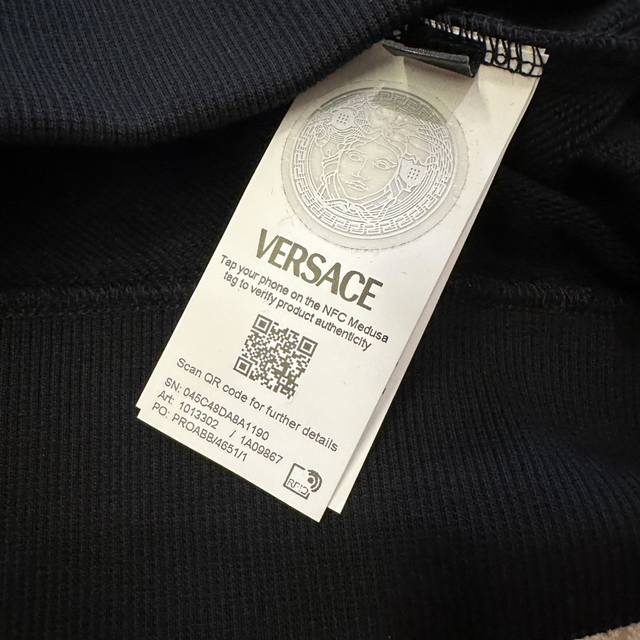 VERSACE
Tap your phone on the NFC Medusa
tag to verify product authenticity
Scan QR code for further details
SN: 045C48DA8A1190
Art: 1013302 / 1A09867
PO: PROABB/4651/1
RFID